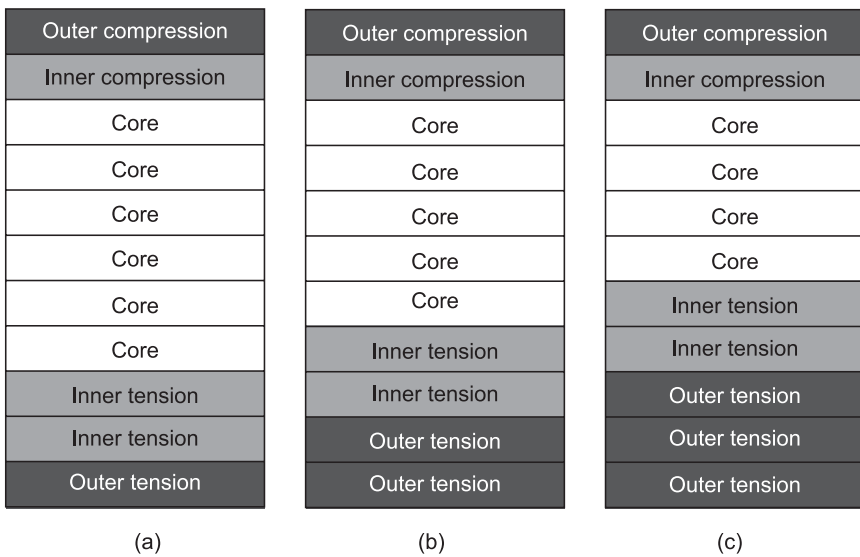 Outer compression
Inner compression
Core
Core
Core
Core
Core
Core
Inner tension
Inner tension
Outer tension
(a)
Outer compression
Inner compression
Core
Core
Core
Core
Core
Inner tension
Inner tension
Outer tension
Outer tension
(b)
Outer compression
Inner compression
Core
Core
Core
Core
Inner tension
Inner tension
Outer tension
Outer tension
Outer tension
(c)